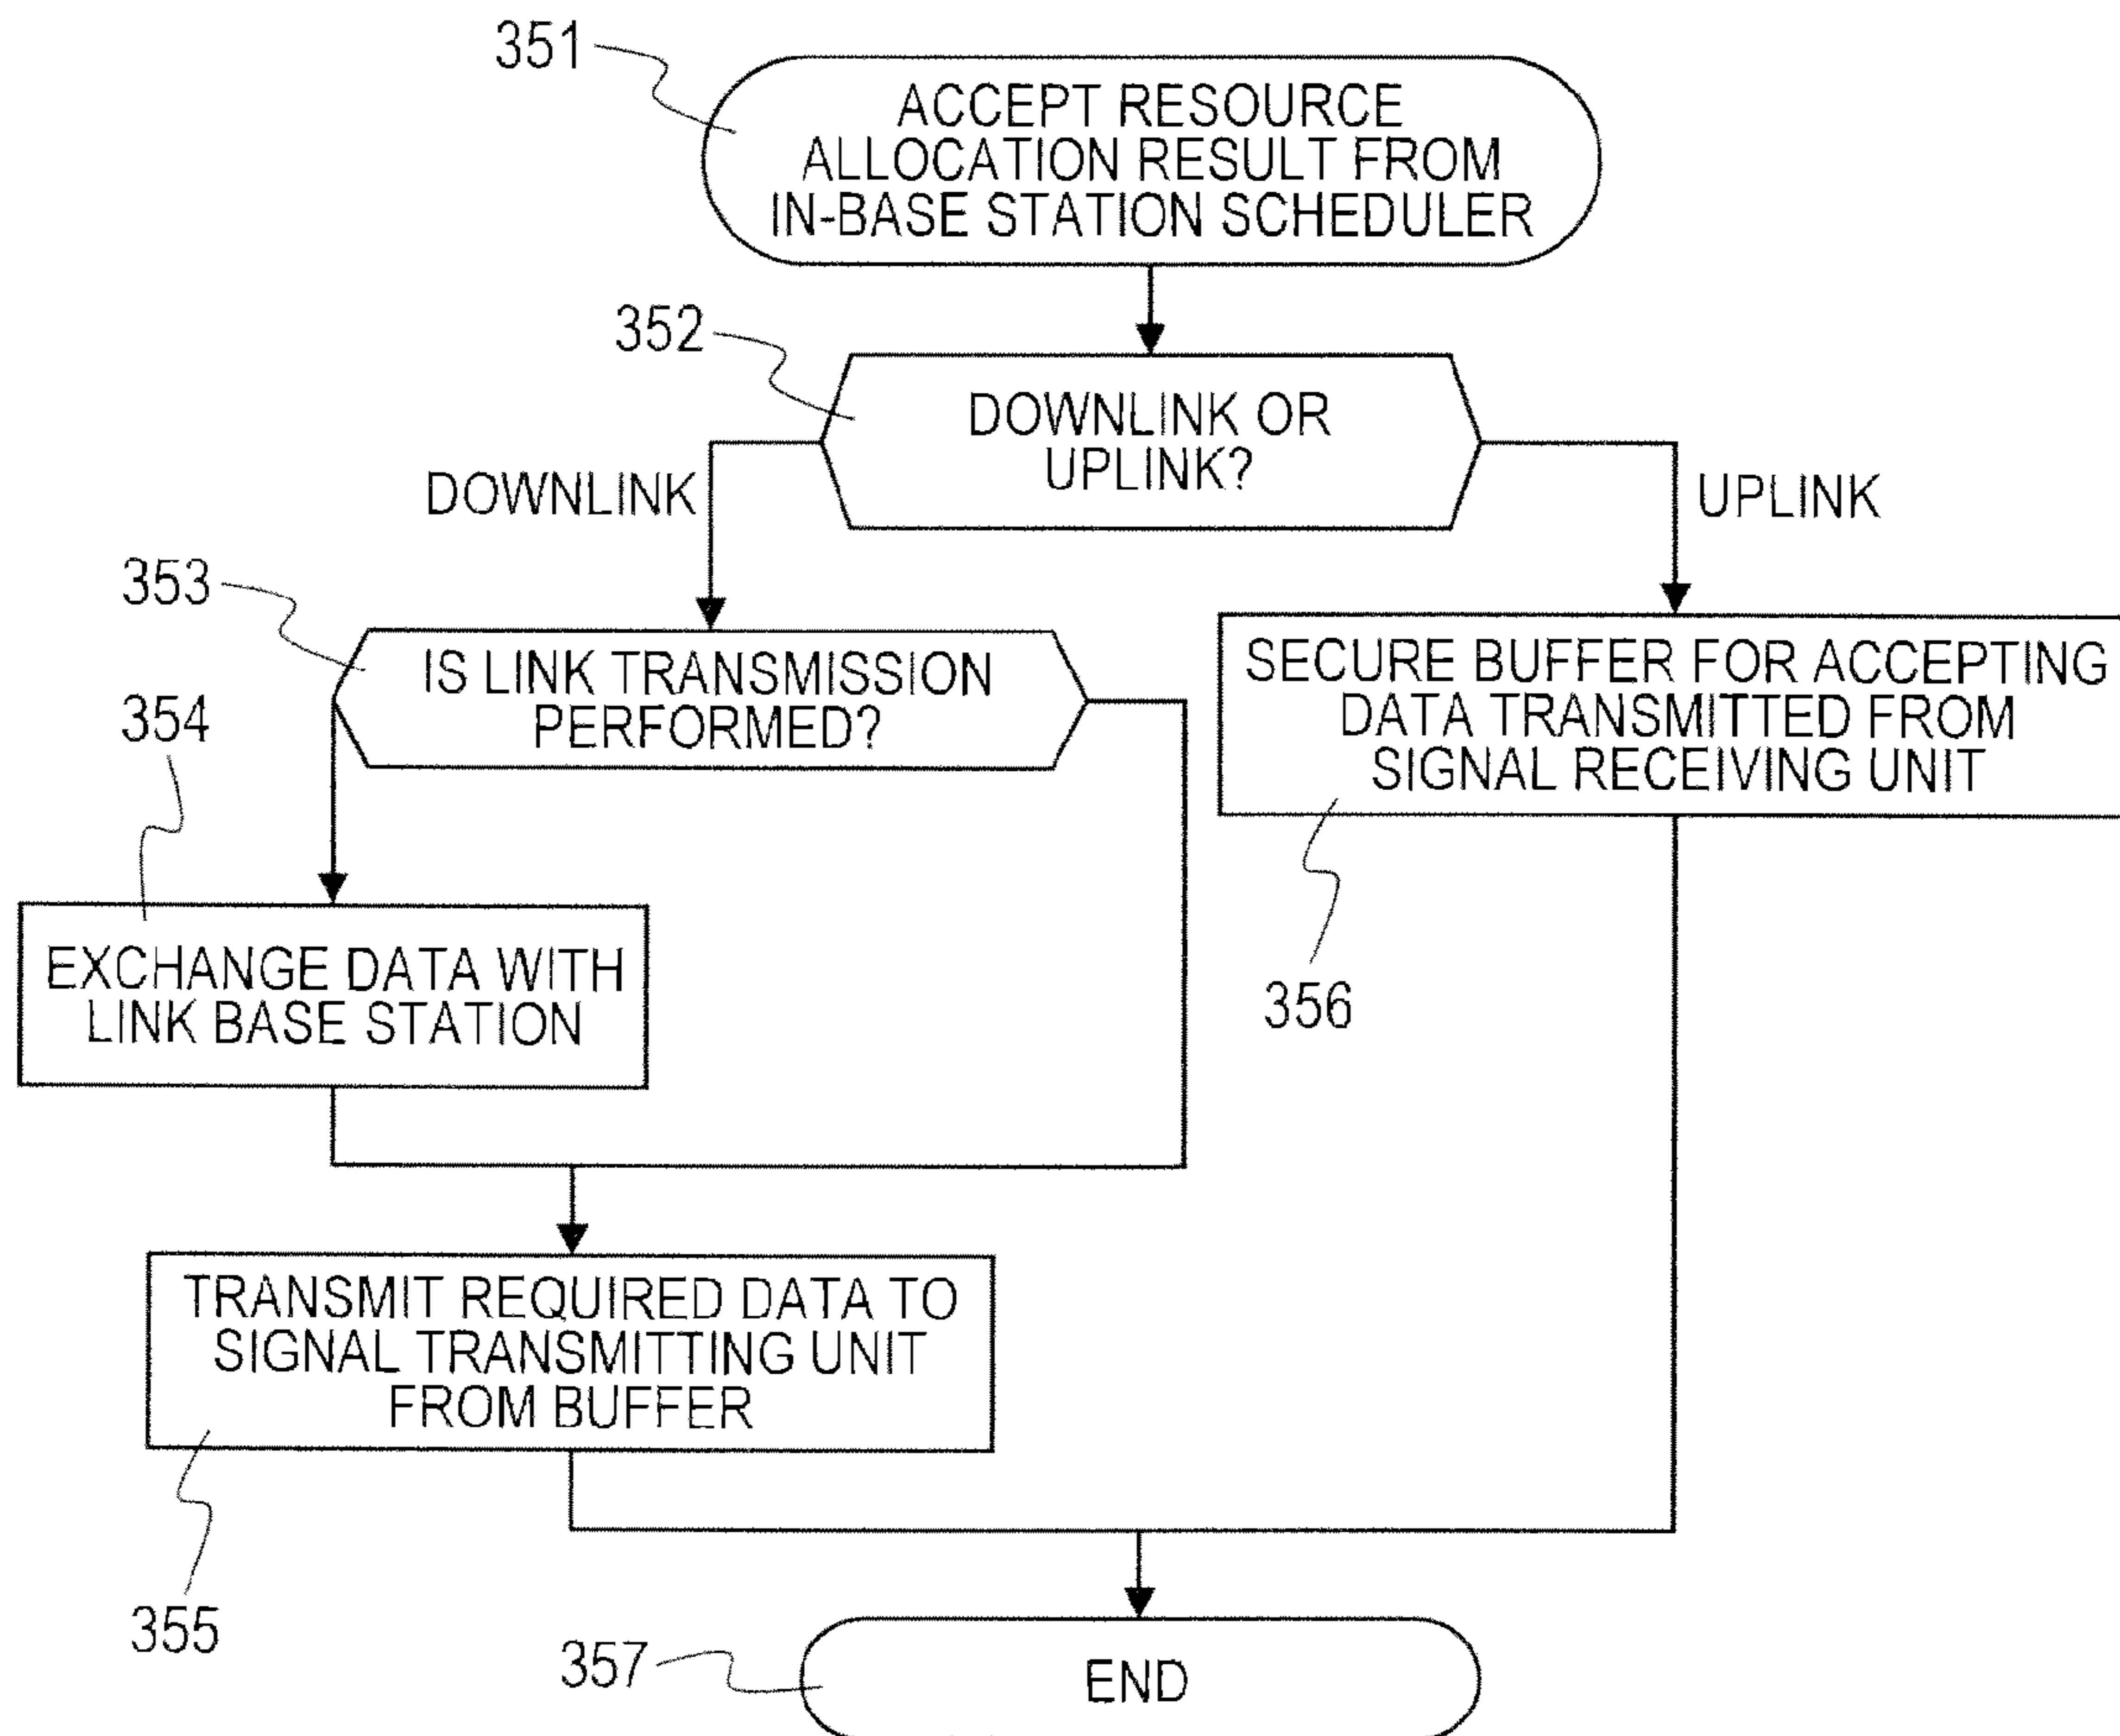 351
ACCEPT RESOURCE
ALLOCATION RESULT FROM
IN-BASE STATION SCHEDULER
352
DOWNLINK OR
UPLINK?
DOWNLINK
UPLINK
353
IS LINK TRANSMISSION
PERFORMED?
SECURE BUFFER FOR ACCEPTING
DATA TRANSMITTED FROM
SIGNAL RECEIVING UNIT
354
EXCHANGE DATA WITH
LINK BASE STATION
356
TRANSMIT REQUIRED DATA TO
SIGNAL TRANSMITTING UNIT
FROM BUFFER
355
357
END